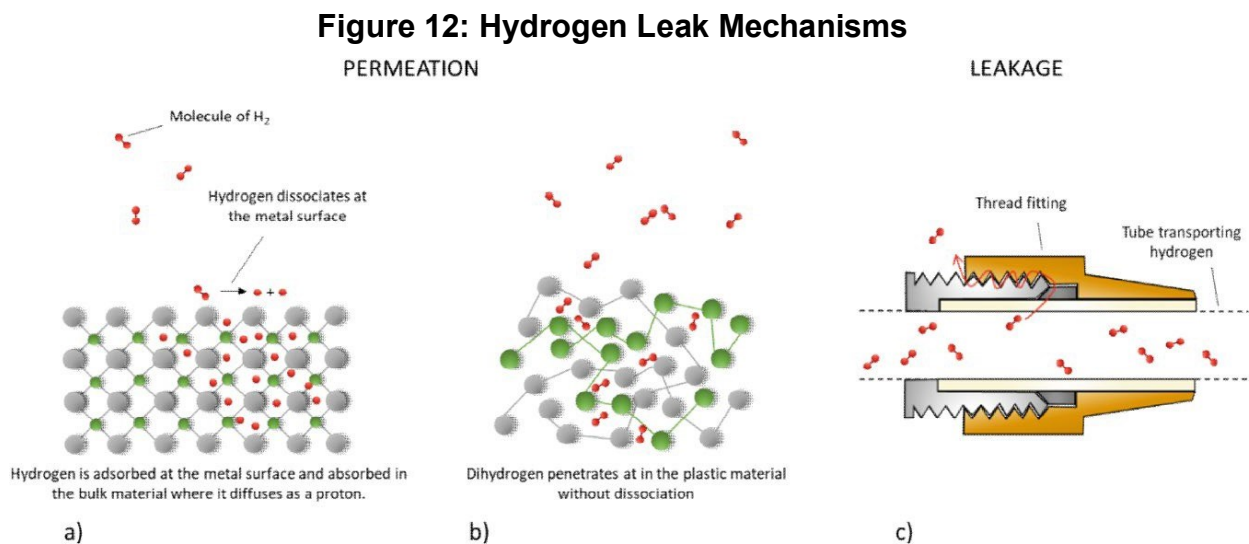 Figure 12: Hydrogen Leak Mechanisms
PERMEATION
LEAKAGE
Molecule of H₂
Hydrogen dissociates at
the metal surface
Thread fitting
Tube transporting
hydrogen
+
Hydrogen is adsorbed at the metal surface and absorbed in
the bulk material where it diffuses as a proton.
Dihydrogen penetrates at in the plastic material
without dissociation
a)
b)
c)